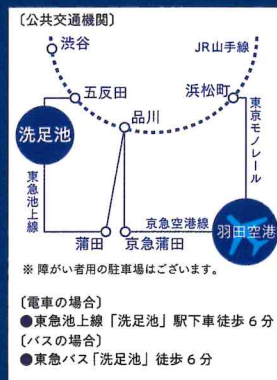 〔公共交通機関〕
渋谷
JR山手線
五反田
浜松町
品川
洗足池
東急池上線
東京モノレール
京急空港線
羽田空港
蒲田
京急蒲田
※ 障がい者用の駐車場はございます。
〔電車の場合〕
●東急池上線「洗足池」駅下車徒歩6分
〔バスの場合〕
●東急バス「洗足池」徒歩6分